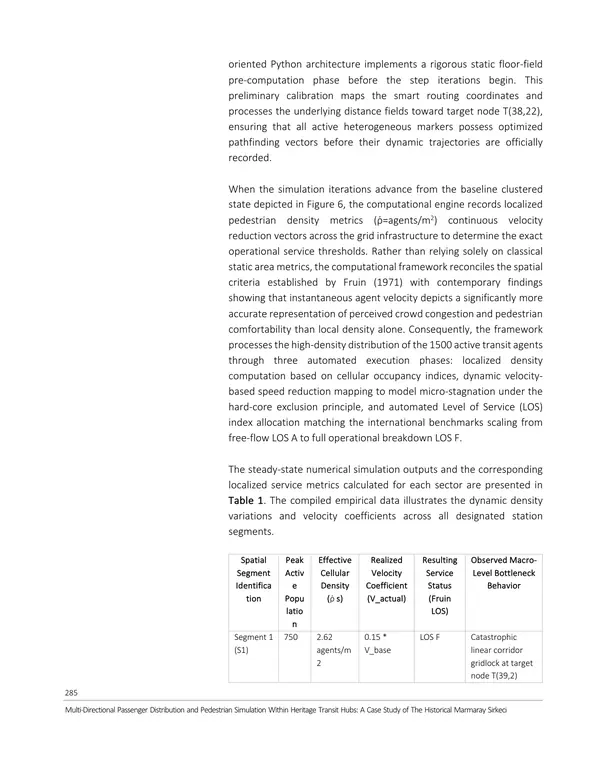 oriented Python architecture implements a rigorous static floor-field
pre-computation phase before the step iterations begin. This
preliminary calibration maps the smart routing coordinates and
processes the underlying distance fields toward target node T(38,22),
ensuring that all active heterogeneous markers possess optimized
pathfinding vectors before their dynamic trajectories are officially
recorded.
When the simulation iterations advance from the baseline clustered
state depicted in Figure 6, the computational engine records localized
pedestrian density metrics (ṗ=agents/m²) continuous velocity
reduction vectors across the grid infrastructure to determine the exact
operational service thresholds. Rather than relying solely on classical
static area metrics, the computational framework reconciles the spatial
criteria established by Fruin (1971) with contemporary findings
showing that instantaneous agent velocity depicts a significantly more
accurate representation of perceived crowd congestion and pedestrian
comfortability than local density alone. Consequently, the framework
processes the high-density distribution of the 1500 active transit agents
through three automated execution phases: localized density
computation based on cellular occupancy indices, dynamic velocity-
based speed reduction mapping to model micro-stagnation under the
hard-core exclusion principle, and automated Level of Service (LOS)
index allocation matching the international benchmarks scaling from
free-flow LOS A to full operational breakdown LOS F.
The steady-state numerical simulation outputs and the corresponding
localized service metrics calculated for each sector are presented in
Table 1. The compiled empirical data illustrates the dynamic density
variations and velocity coefficients across all designated station
segments.
Spatial
Segment
Identifica
tion
Peak
Activ
e
Popu
latio
n
Effective
Cellular
Density
(ṗ s)
Realized
Velocity
Coefficient
(V_actual)
Resulting
Service
Status
(Fruin
LOS)
Observed Macro-
Level Bottleneck
Behavior
Segment 1
(S1)
750
2.62
agents/m
2
0.15 *
V_base
LOS F
Catastrophic
linear corridor
gridlock at target
node T(39,2)
285
Multi-Directional Passenger Distribution and Pedestrian Simulation Within Heritage Transit Hubs: A Case Study of The Historical Marmaray Sirkeci